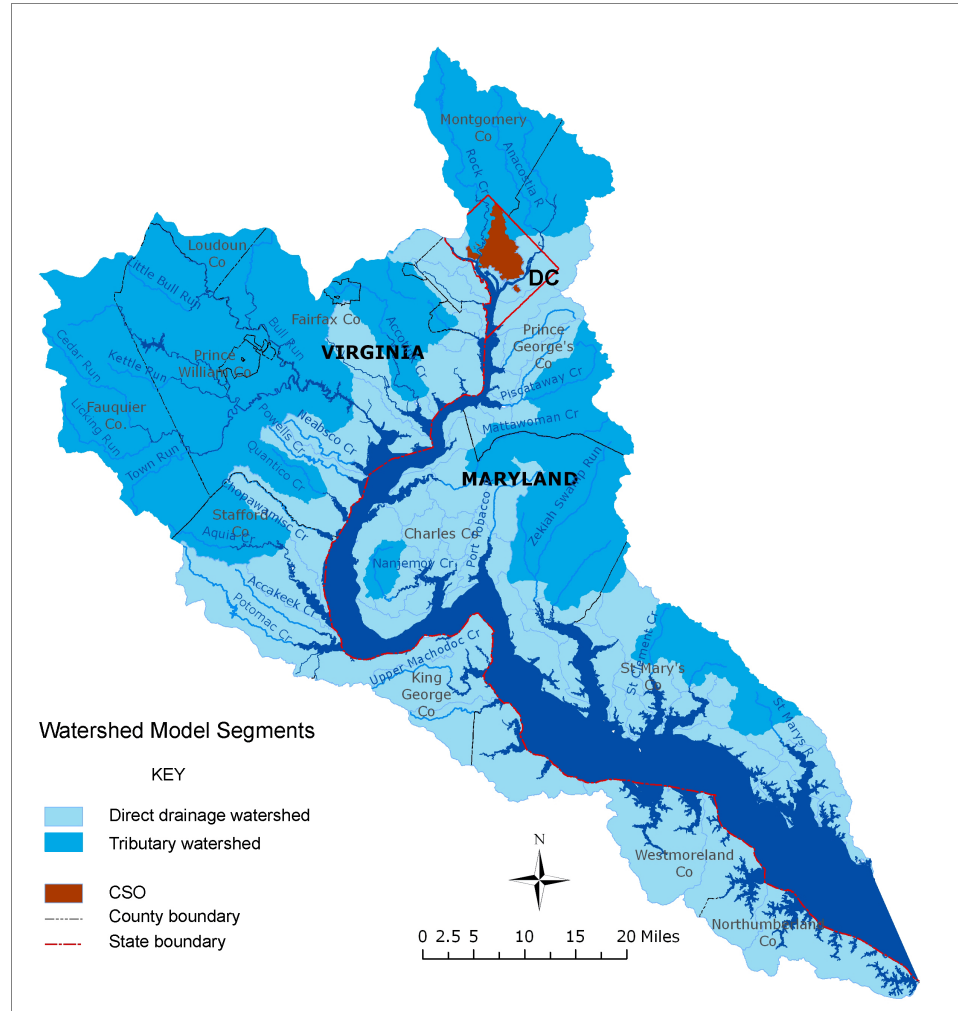 Montgomery
Co
Rock Cr
Anacostia R
Loudoun
Co
Little Bull Run
DC
Fairfax Co
Bull Run
Accotink Cr
Prince
George's
Co
VIRGINIA
Cedar Run
Kettle Run
Prince
William Co
Piscataway Cr
Fauquier
Co.
Licking Run
Neabsco Cr
Powells Cr
Mattawoman Cr
Town Run
Quantico Cr
MARYLAND
Zekiah Swamp Run
Chopawamisc Cr
Stafford
Co
Aquia Cr
Charles Co
Port Tobacco
Nanjemoy Cr
Accakeek Cr
Potomac Cr
Upper Machodoc Cr
St Clement Cr
St Mary's
Co
King
George
Co
St Marys R
Watershed Model Segments
KEY
Direct drainage watershed
Tributary watershed
CSO
County boundary
State boundary
N
Westmoreland
Co
Northumberland
Co
0 2.5 5 10 15 20 Miles